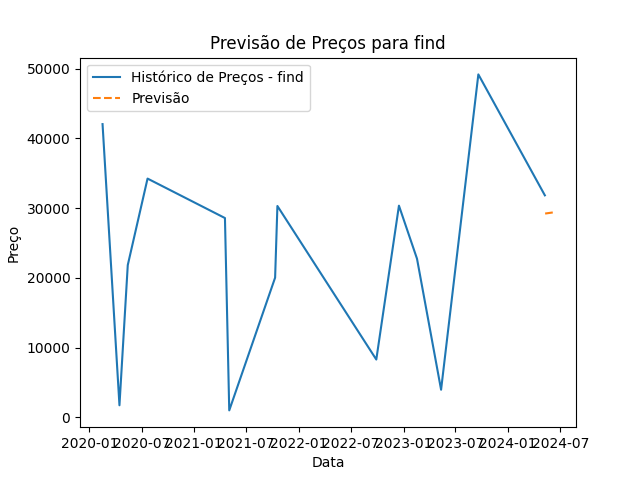 Previsão de Preços para find
Histórico de Preços - find
Previsão
50000
40000
30000
20000
10000
0
Preço
2020-01 2020-07 2021-01 2021-07 2022-01 2022-07 2023-01 2023-07 2024-01 2024-07
Data